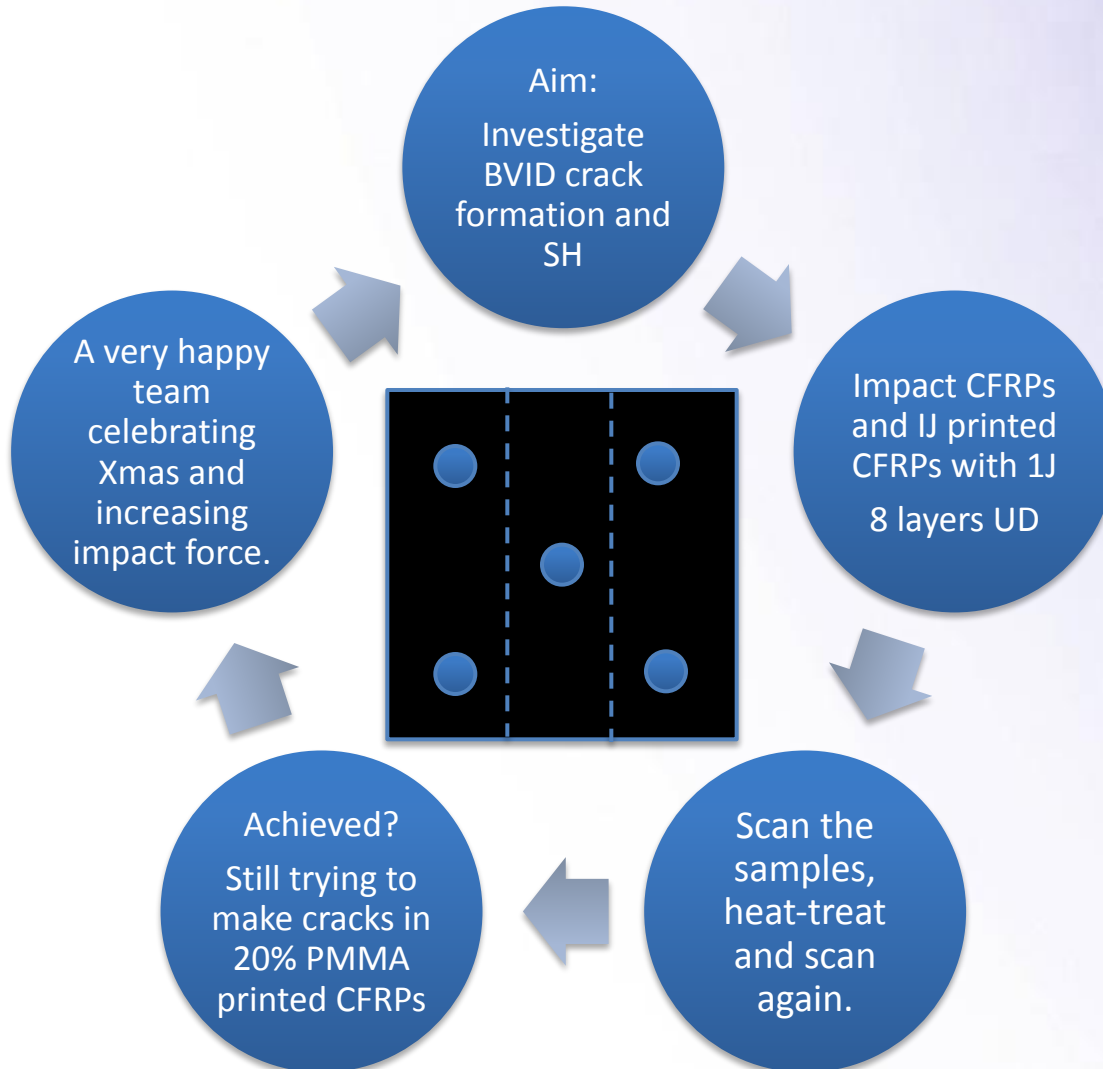 Aim:
Investigate
BVID crack
formation and
SH
Impact CFRPs
and IJ printed
CFRPs with 1J
8 layers UD
Scan the
samples,
heat-treat
and scan
again.
Achieved?
Still trying to
make cracks in
20% PMMA
printed CFRPs
A very happy
team
celebrating
Xmas and
increasing
impact force.